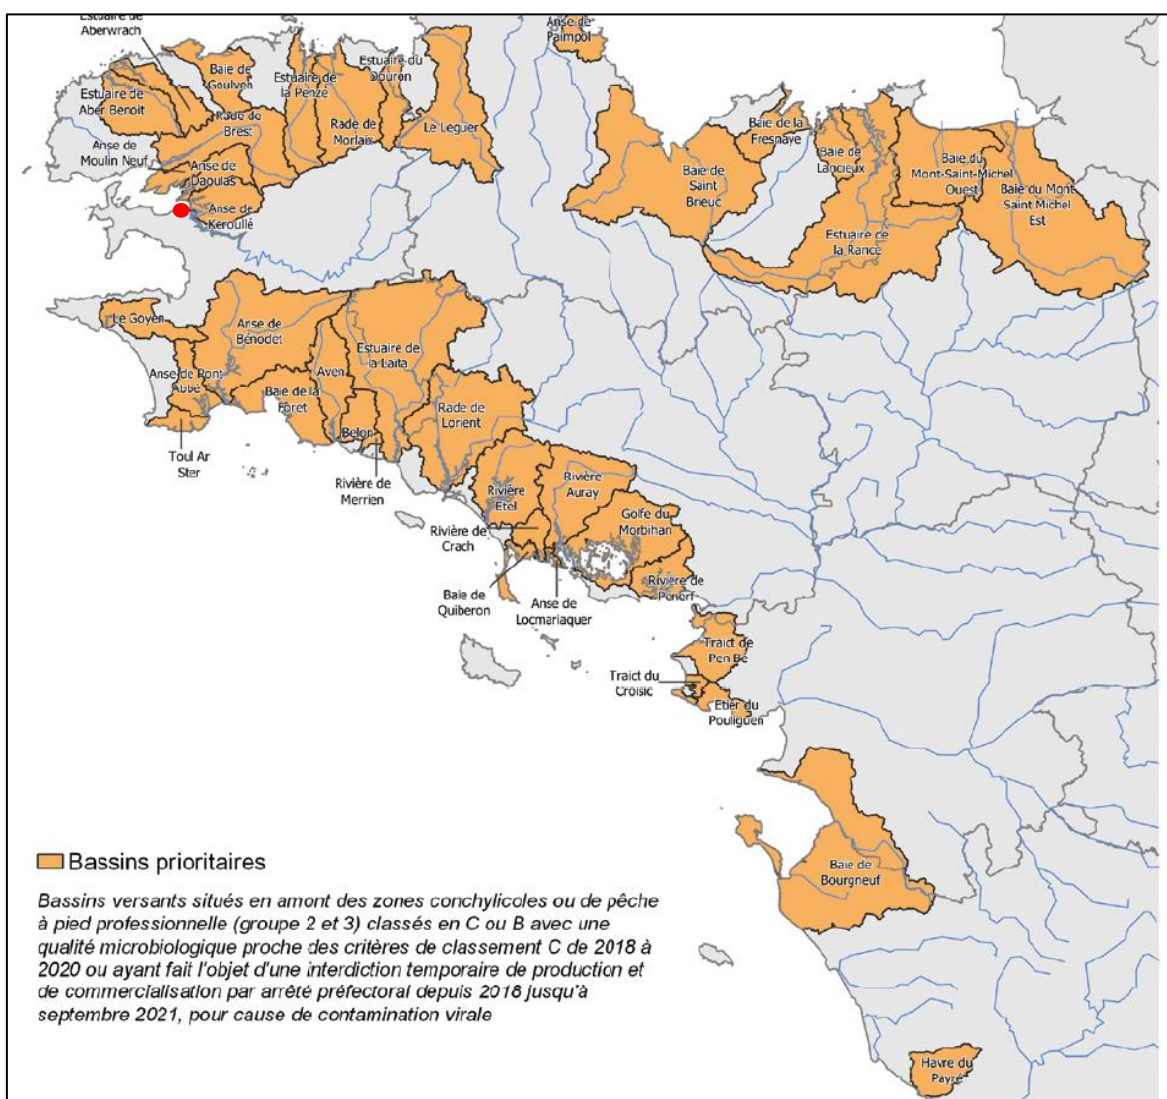 Estuaire de
Aberwrach
Anse de
Paimpol
Baie de
Goulven
Estuaire de
la Penzé
Estuaire du
Douron
Estuaire de
Aber Benoit
Rade de
Brest
Rade de
Morlaix
Le Leguer
Anse de
Moulin Neuf
Anse de
Daoulas
Anse de
Keroullé
Baie de la
Fresnaye
Baie de
Lancieux
Baie de
Saint
Brieuc
Baie du
Mont-Saint-Michel
Ouest
Baie du Mont
Saint Michel
Est
Estuaire de
la Rance
Le Goyen
Anse de
Bénodet
Anse de Pont
Abbé
Aven
Estuaire de
la Laïta
Baie de la
Foret
Belon
Rade de
Lorient
Toul Ar
Ster
Rivière de
Merrien
Rivière
Etel
Rivière
Auray
Golfe du
Morbihan
Rivière de
Crach
Rivière de
Penerf
Baie de
Quiberon
Anse de
Locmariaquer
Traict de
Pen Bé
Traict du
Croisic
Etier du
Pouliguen
Baie de
Bourgneuf
Havre du
Payré
Bassins prioritaires
Bassins versants situés en amont des zones conchylicoles ou de pêche
à pied professionnelle (groupe 2 et 3) classés en C ou B avec une
qualité microbiologique proche des critères de classement C de 2018 à
2020 ou ayant fait l'objet d'une interdiction temporaire de production et
de commercialisation par arrêté préfectoral depuis 2018 jusqu'à
septembre 2021, pour cause de contamination virale